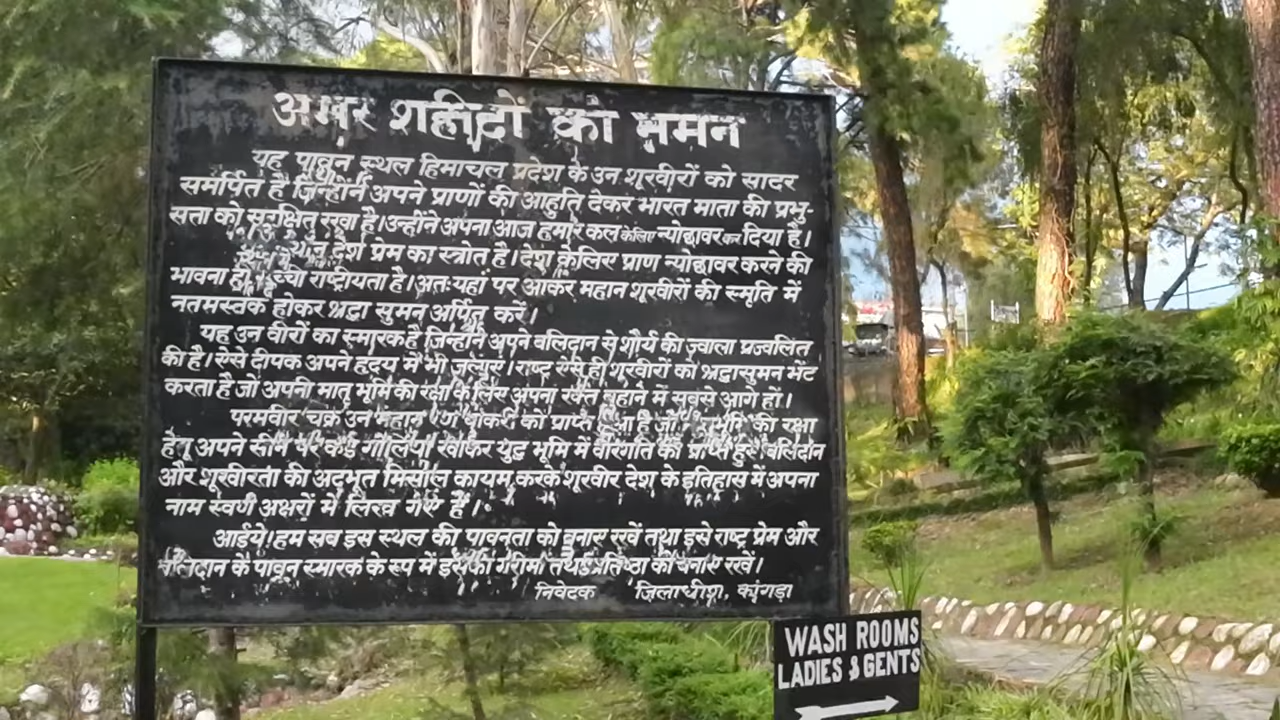 अमर शहीदों को नमन
यह पावन स्थल हिमाचल प्रदेश के उन शूरवीरों को सादर
समर्पित है जिन्होंने अपने प्राणों की आहुति देकर भारत माता की प्रभु-
सत्ता को सुरक्षित रखा है। उन्होंने अपना आज हमारे कल के लिए न्योछावर कर दिया है।
देश प्रेम का स्त्रोत है। देश के लिए प्राण न्योछावर करने की
भावना ही सच्ची राष्ट्रीयता है। अतः यहां पर आकर महान शूरवीरों की स्मृति में
नतमस्तक होकर श्रद्धा सुमन अर्पित करें।
यह उन वीरों का स्मारक है जिन्होंने अपने बलिदान से शौर्य की ज्वाला प्रज्वलित
की है। ऐसे दीपक अपने हृदय में भी जलाएं। राष्ट्र ऐसे ही शूरवीरों को श्रद्धासुमन भेंट
करता है जो अपनी मातृ भूमि की रक्षा के लिए अपना रक्त बहाने में सबसे आगे हों।
परमवीर चक्र उन महान को प्राप्त हुआ है की रक्षा
हेतु अपने सीने पर कई गोलियां खाकर युद्ध भूमि में वीरगति को प्राप्त हुए। बलिदान
और शूरवीरता की अद्भूत मिसाल कायम करके शूरवीर देश के इतिहास में अपना
नाम स्वर्ण अक्षरों में लिख गए हैं।
आईये! हम सब इस स्थल की पावनता को बनाए रखें तथा इसे राष्ट्र प्रेम और
बलिदान के पावन स्मारक के रूप में इसकी गरीमा तथा प्रतिष्ठा को बनाए रखें।
निवेदक जिलाधीश, कांगड़ा
WASH ROOMS
LADIES & GENTS